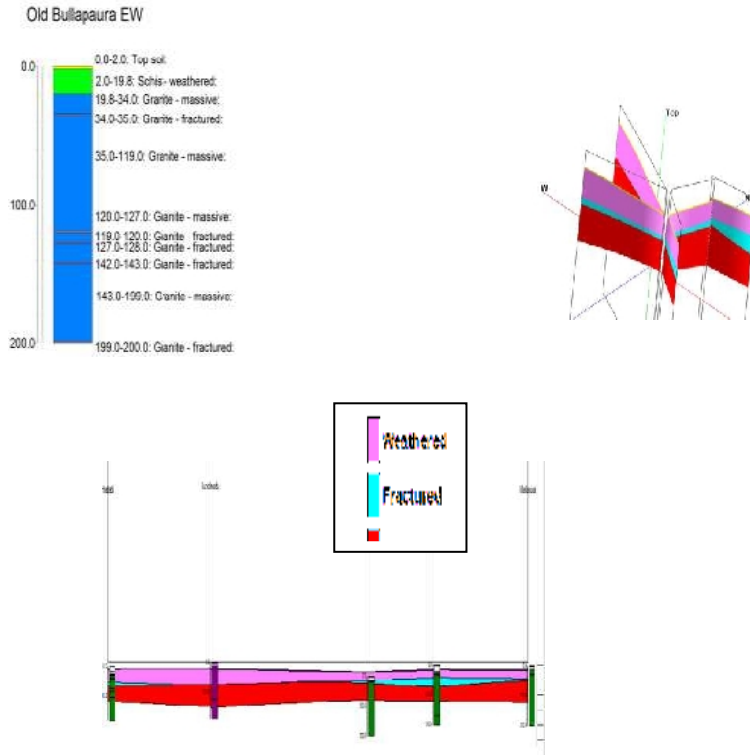 Old Bullapaura EW
0.0
0.0-2.0: Top soil:
2.0-19.8: Schis - weathered:
19.8-34.0: Granite - massive:
34.0-35.0: Granite - fractured:
35.0-119.0: Granite - massive:
100.0
120.0-127.0: Granite - massive:
119.0-120.0: Granite - fractured:
127.0-128.0: Granite - fractured:
142.0-143.0: Granite - fractured:
143.0-199.0: Granite - massive:
200.0
199.0-200.0: Granite - fractured:
Top
W
Weathered
Fractured